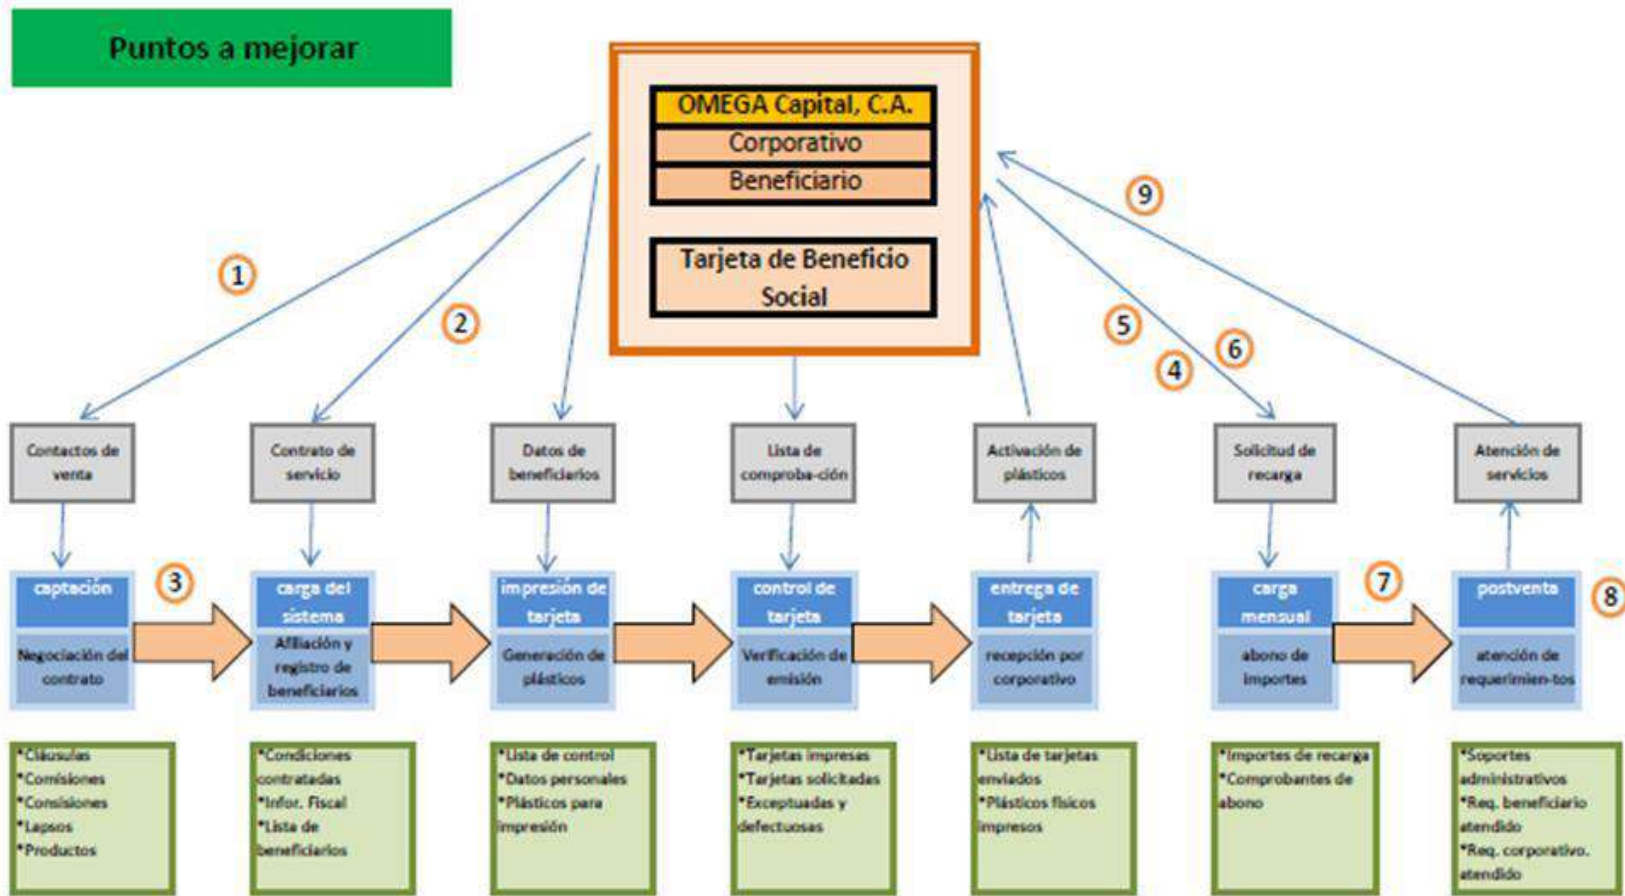 Puntos a mejorar
OMEGA Capital, C.A.
Corporativo
Beneficiario
Tarjeta de Beneficio
Social
1
2
9
5
6
4
Contactos de
venta
Contrato de
servicio
Datos de
beneficiarios
Lista de
comproba-ción
Activación de
plásticos
Solicitud de
recarga
Atención de
servicios
captación
Negociación del
contrato
3
carga del
sistema
Afiliación y
registro de
beneficiarios
impresión de
tarjeta
Generación de
plásticos
control de
tarjeta
Verificación de
emisión
entrega de
tarjeta
recepción por
corporativo
carga
mensual
abono de
importes
7
postventa
atención de
requerimien-tos
8
*Cláusulas
*Comisiones
*Consisiones
*Lapsos
*Productos
*Condiciones
contratadas
*Infor. Fiscal
*Lista de
beneficiarios
*Lista de control
*Datos personales
*Plásticos para
impresión
*Tarjetas impresas
*Tarjetas solicitadas
*Exceptuadas y
defectuosas
*Lista de tarjetas
enviados
*Plásticos físicos
impresos
*Importes de recarga
*Comprobantes de
abono
*Soportes
administrativos
*Req. beneficiario
atendido
*Req. corporativo.
atendido